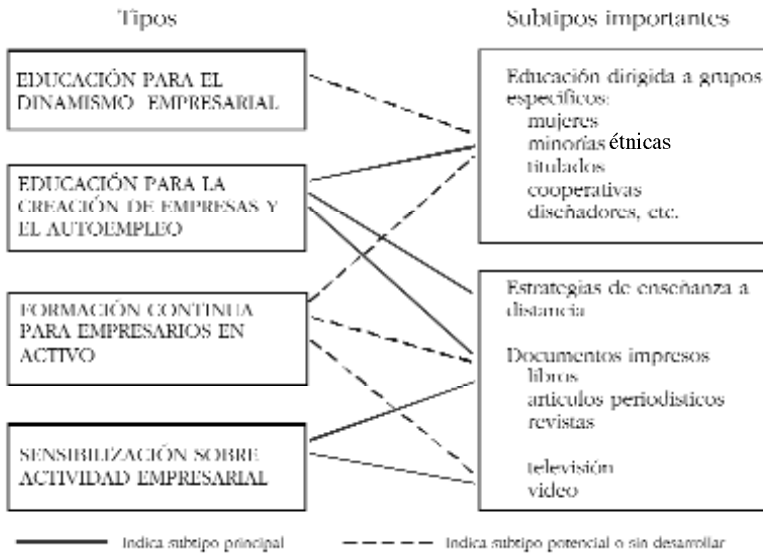 Tipos
EDUCACIÓN PARA EL
DINAMISMO EMPRESARIAL
EDUCACIÓN PARA LA
CREACIÓN DE EMPRESAS Y
EL AUTOEMPLEO
FORMACIÓN CONTINUA
PARA EMPRESARIOS EN
ACTIVO
SENSIBILIZACIÓN SOBRE
ACTIVIDAD EMPRESARIAL
Subtipos importantes
Educación dirigida a grupos
específicos:
mujeres
minorías étnicas
titulados
cooperativas
diseñadores, etc.
Estrategias de enseñanza a
distancia
Documentos impresos
libros
artículos periodísticos
revistas
televisión
video
Indica subtipo principal
Indica subtipo potencial o sin desarrollar